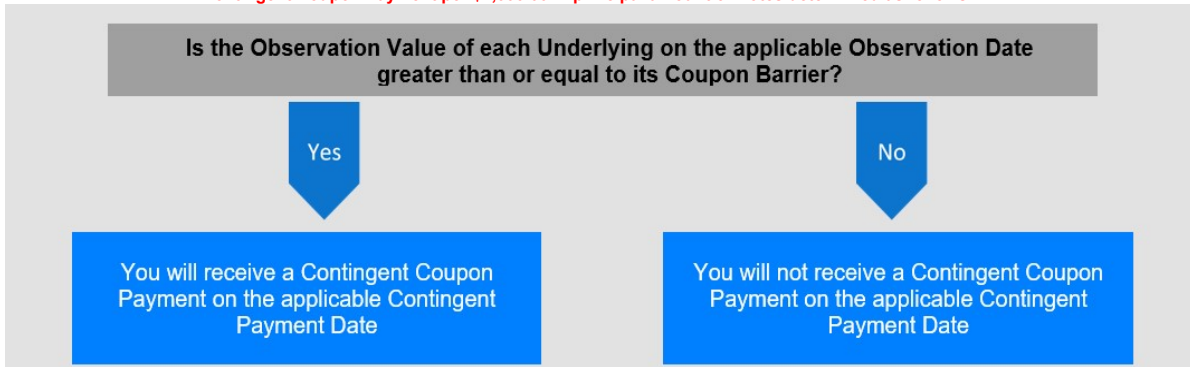 Is the Observation Value of each Underlying on the applicable Observation Date
greater than or equal to its Coupon Barrier?
Yes
No
You will receive a Contingent Coupon
Payment on the applicable Contingent
Payment Date
You will not receive a Contingent Coupon
Payment on the applicable Contingent
Payment Date